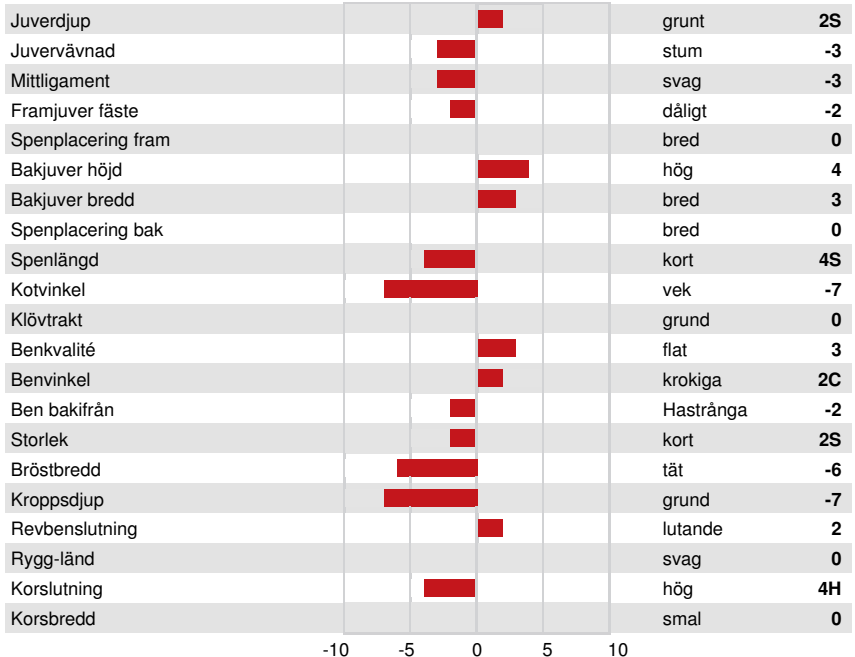 Juverdjup grunt 2S
Juvervävnad stum -3
Mittligament svag -3
Framjuver fäste dåligt -2
Spenplacering fram bred 0
Bakjuver höjd hög 4
Bakjuver bredd bred 3
Spenplacering bak bred 0
Spenlängd kort 4S
Kotvinkel vek -7
Klövtrakt grund 0
Benkvalité flat 3
Benvinkel krokiga 2C
Ben bakifrån Hastrånga -2
Storlek kort 2S
Bröstbredd tät -6
Kroppsdjup grund -7
Revbenslutning lutande 2
Rygg-länd svag 0
Korslutning hög 4H
Korsbredd smal 0
-10 -5 0 5 10